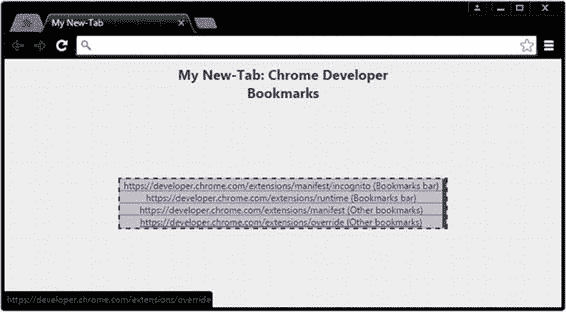 My New-Tab
My New-Tab: Chrome Developer
Bookmarks
https://developer.chrome.com/extensions/manifest/incognito (Bookmarks bar)
https://developer.chrome.com/extensions/runtime (Bookmarks bar)
https://developer.chrome.com/extensions/manifest (Other bookmarks)
https://developer.chrome.com/extensions/override (Other bookmarks)
https://developer.chrome.com/extensions/override